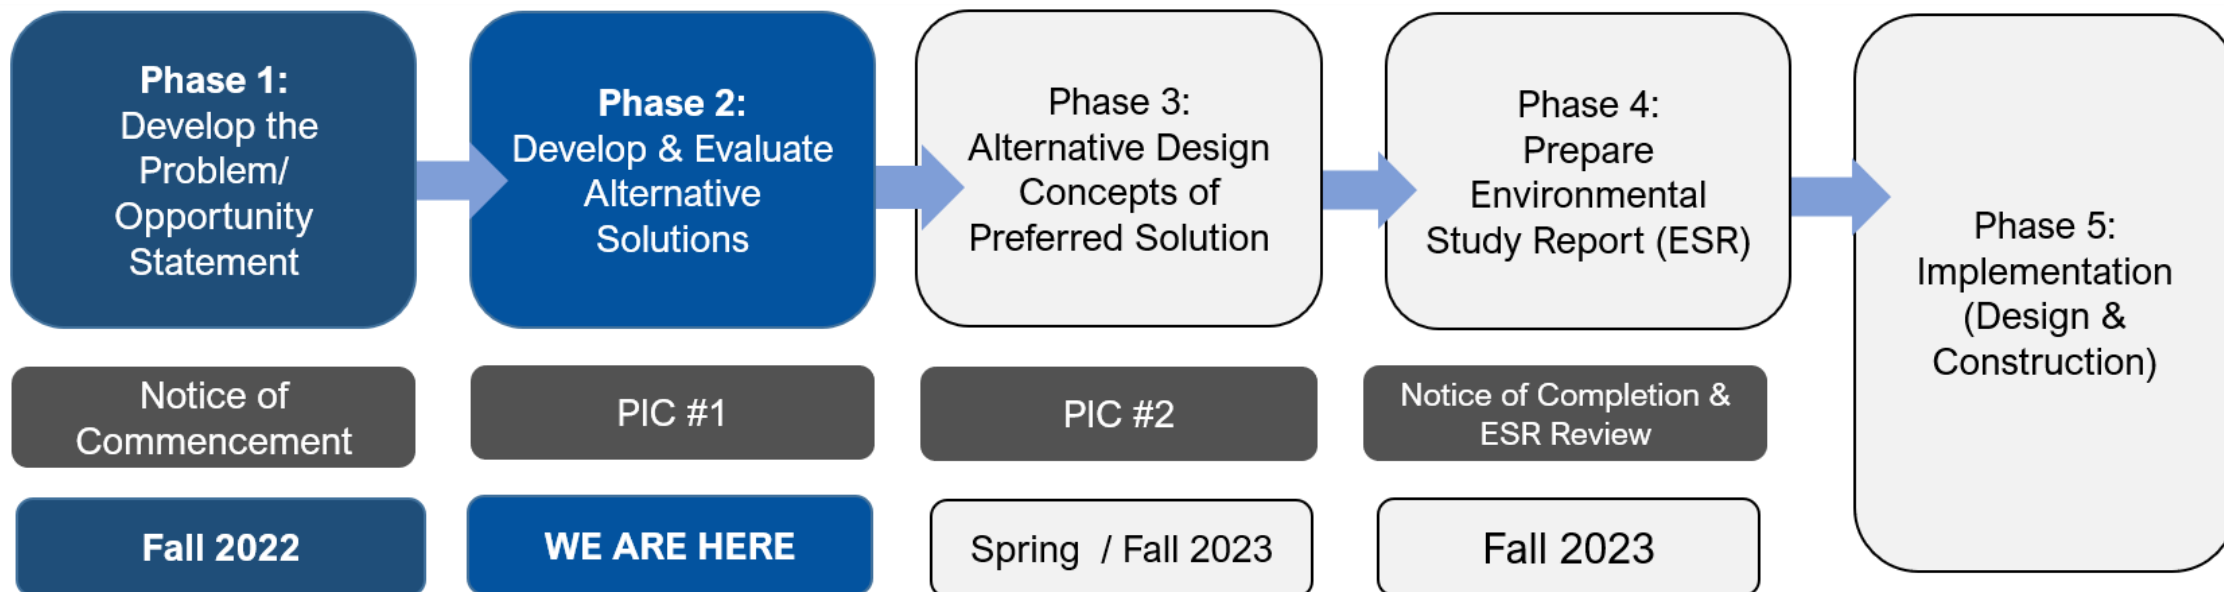 Phase 1:
Develop the
Problem/
Opportunity
Statement
Phase 2:
Develop & Evaluate
Alternative
Solutions
Phase 3:
Alternative Design
Concepts of
Preferred Solution
Phase 4:
Prepare
Environmental
Study Report (ESR)
Phase 5:
Implementation
(Design &
Construction)
Notice of
Commencement
PIC #1
PIC #2
Notice of Completion &
ESR Review
Fall 2022
WE ARE HERE
Spring / Fall 2023
Fall 2023